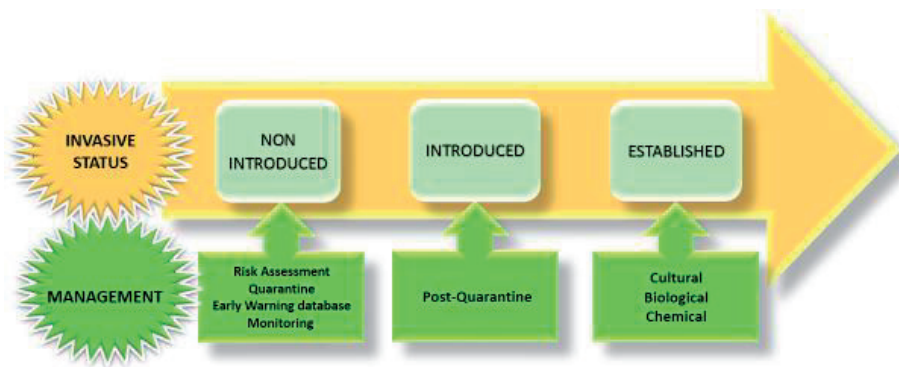 INVASIVE
STATUS
NON
INTRODUCED
INTRODUCED
ESTABLISHED
MANAGEMENT
Risk Assessment
Quarantine
Early Warning database
Monitoring
Post-Quarantine
Cultural
Biological
Chemical